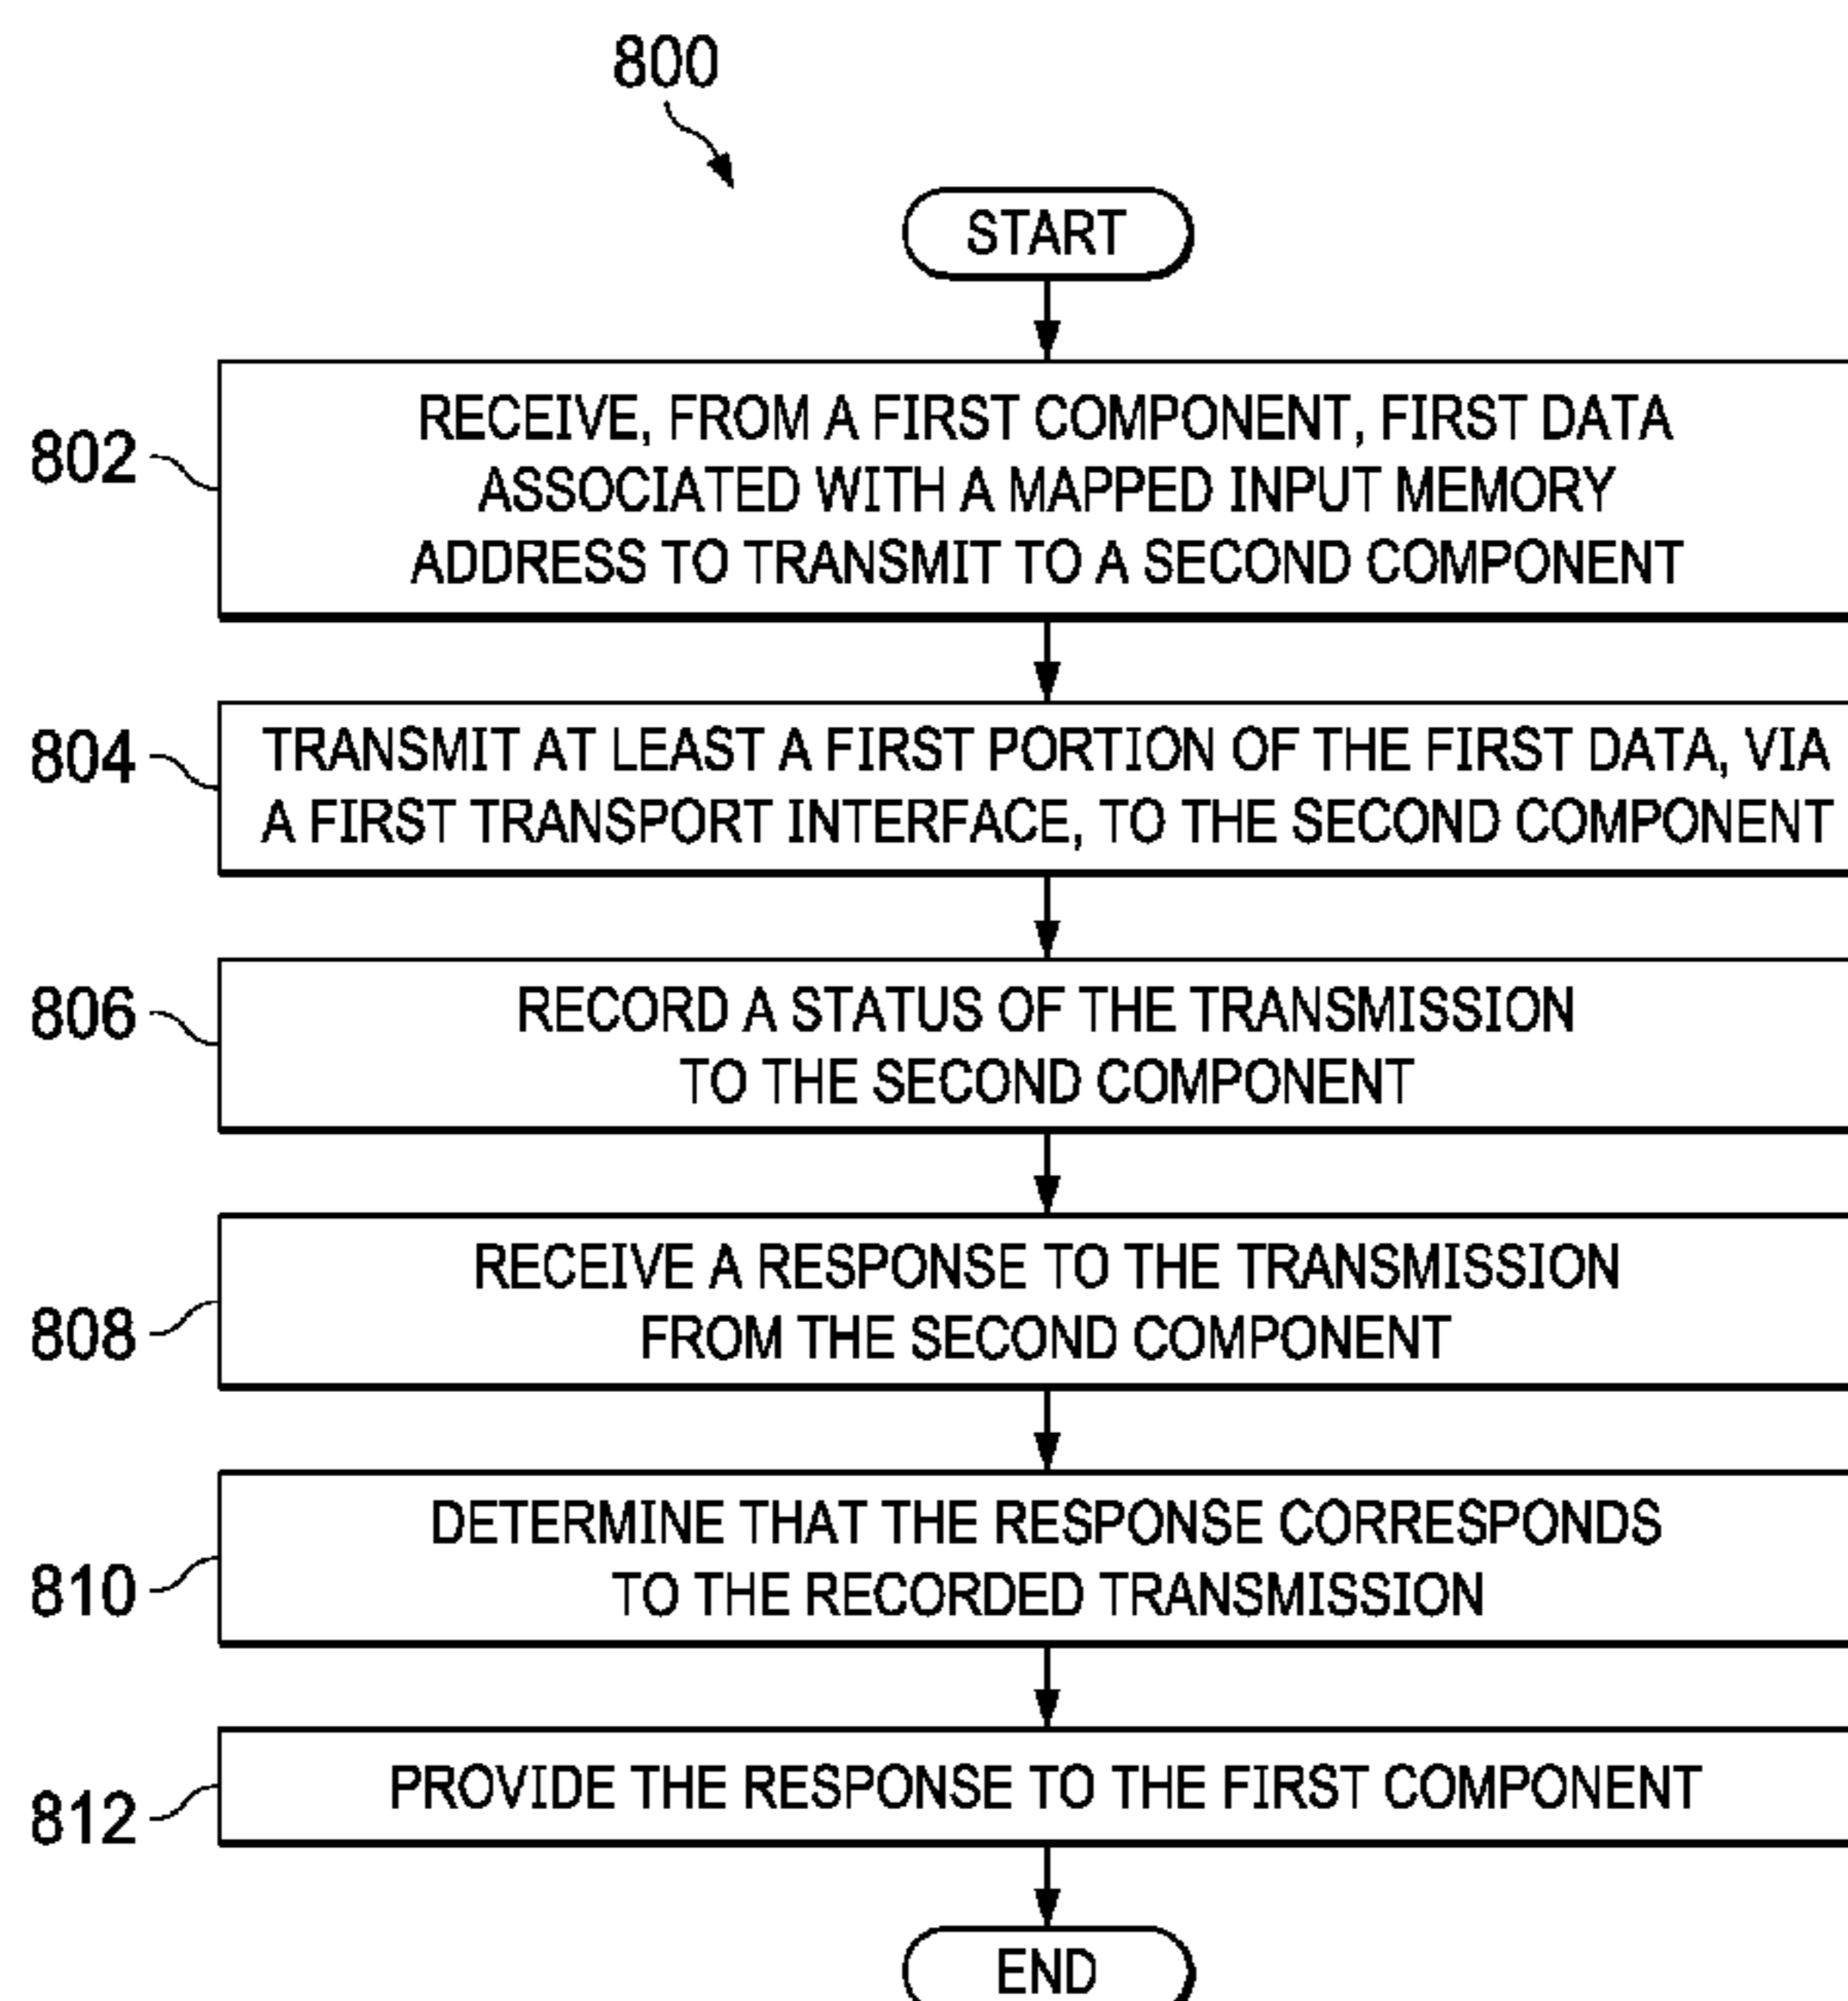 800
START
802
RECEIVE, FROM A FIRST COMPONENT, FIRST DATA
ASSOCIATED WITH A MAPPED INPUT MEMORY
ADDRESS TO TRANSMIT TO A SECOND COMPONENT
804
TRANSMIT AT LEAST A FIRST PORTION OF THE FIRST DATA, VIA
A FIRST TRANSPORT INTERFACE, TO THE SECOND COMPONENT
806
RECORD A STATUS OF THE TRANSMISSION
TO THE SECOND COMPONENT
808
RECEIVE A RESPONSE TO THE TRANSMISSION
FROM THE SECOND COMPONENT
810
DETERMINE THAT THE RESPONSE CORRESPONDS
TO THE RECORDED TRANSMISSION
812
PROVIDE THE RESPONSE TO THE FIRST COMPONENT
END